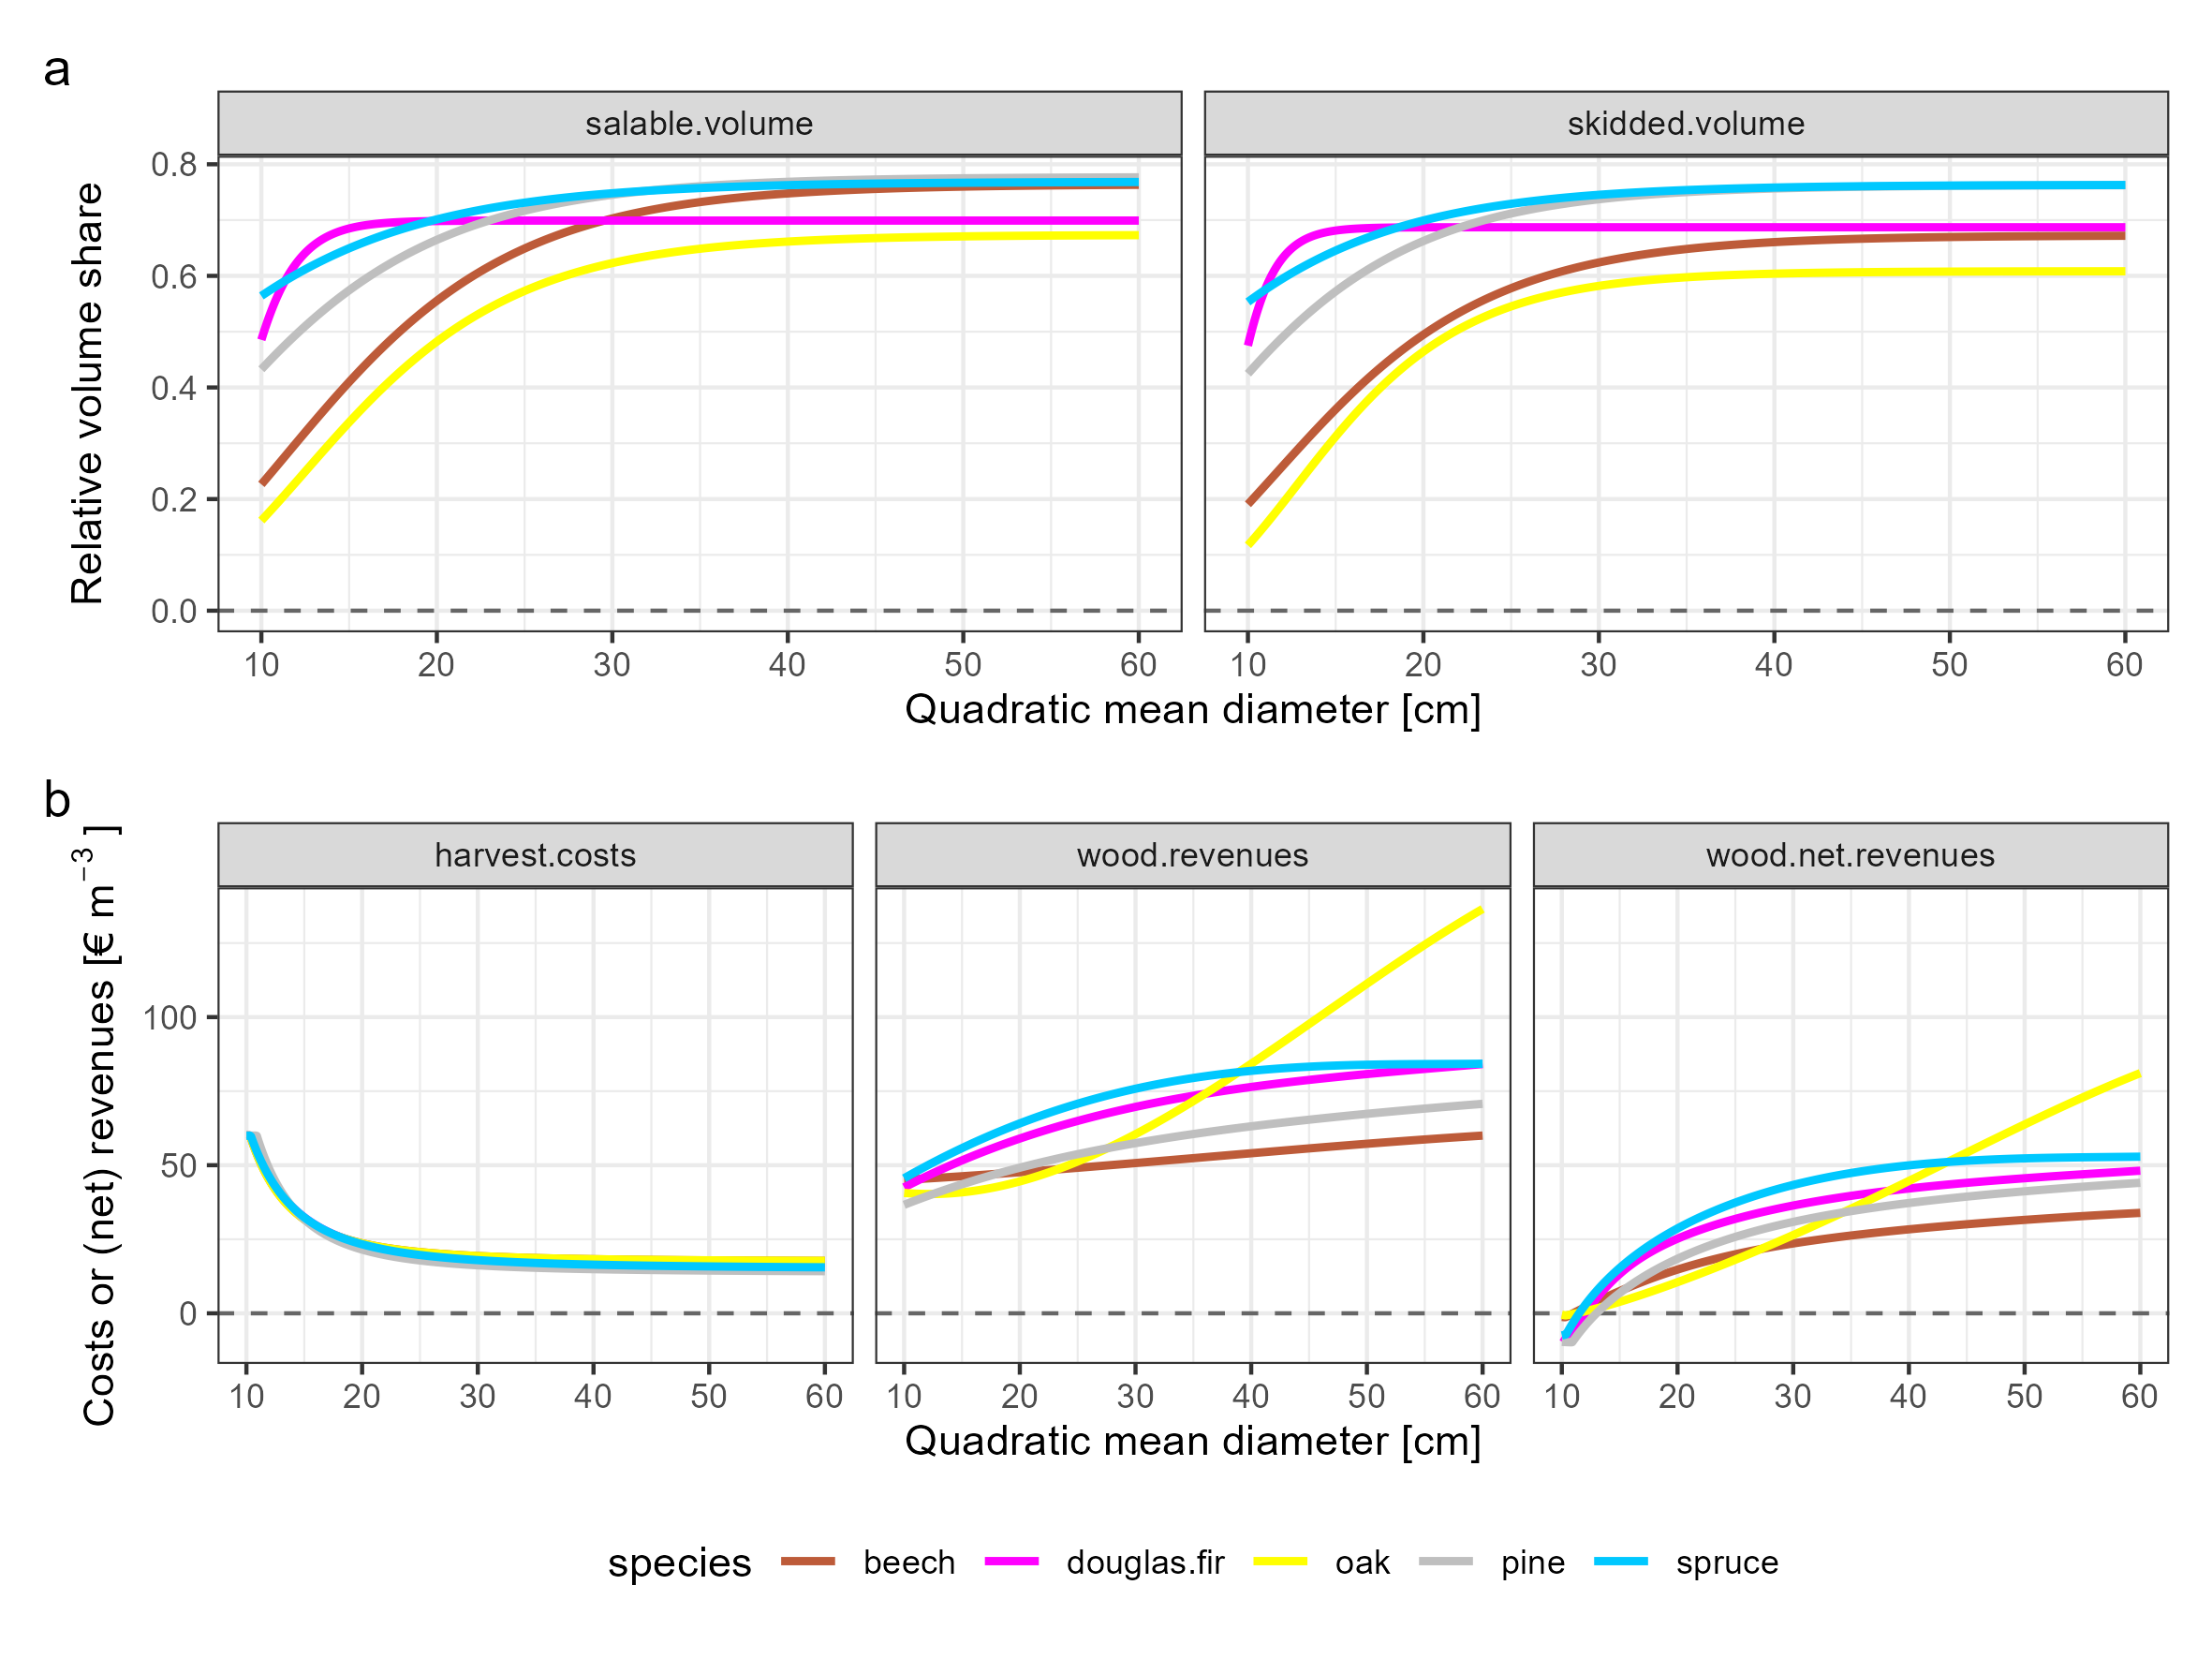 a
salable.volume skidded.volume
Relative volume share
0.8
0.6
0.4
0.2
0.0
10 20 30 40 50 60 10 20 30 40 50 60
Quadratic mean diameter [cm]
b
harvest.costs wood.revenues wood.net.revenues
Costs or (net) revenues [€ m⁻³]
100
50
0
10 20 30 40 50 60 10 20 30 40 50 60 10 20 30 40 50 60
Quadratic mean diameter [cm]
species beech douglas.fir oak pine spruce